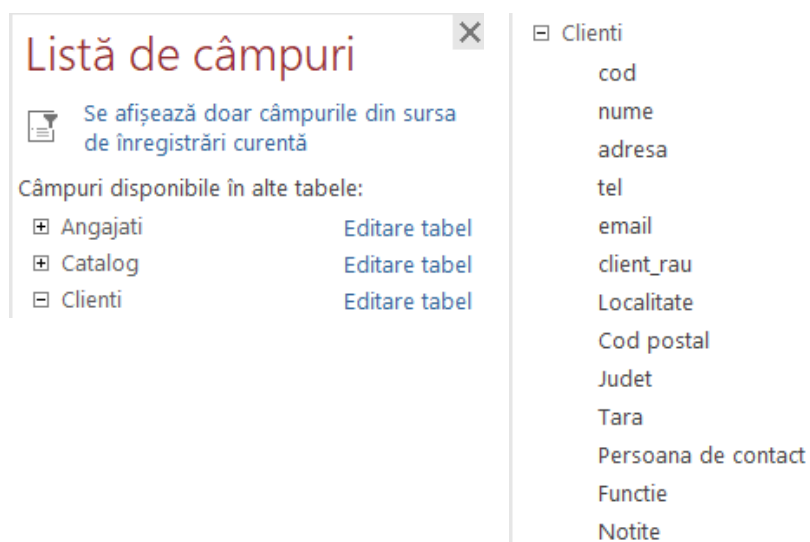 Listă de câmpuri
Se afișează doar câmpurile din sursa
de înregistrări curentă
Câmpuri disponibile în alte tabele:
Angajati Editare tabel
Catalog Editare tabel
Clienti Editare tabel
Clienti
cod
nume
adresa
tel
email
client_rau
Localitate
Cod postal
Judet
Tara
Persoana de contact
Functie
Notite